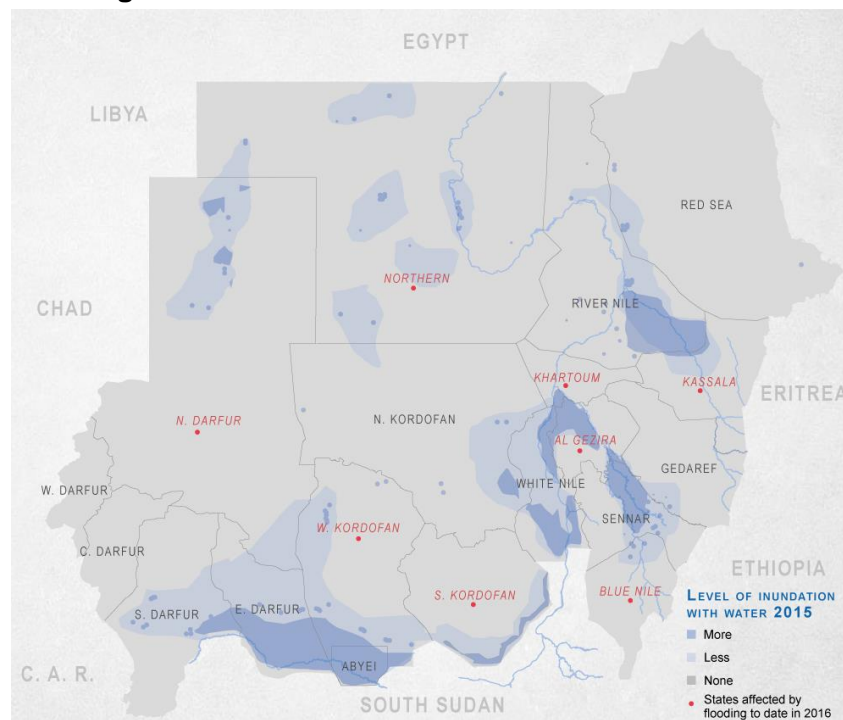 EGYPT
LIBYA
RED SEA
NORTHERN
CHAD
RIVER NILE
KHARTOUM
KASSALA
ERITREA
N. DARFUR
N. KORDOFAN
AL GEZIRA
GEDAREF
W. DARFUR
WHITE NILE
SENNAR
W. KORDOFAN
C. DARFUR
ETHIOPIA
S. KORDOFAN
BLUE NILE
S. DARFUR
E. DARFUR
ABYEI
C. A. R.
SOUTH SUDAN
LEVEL OF INUNDATION
WITH WATER 2015
More
Less
None
States affected by
flooding to date in 2016